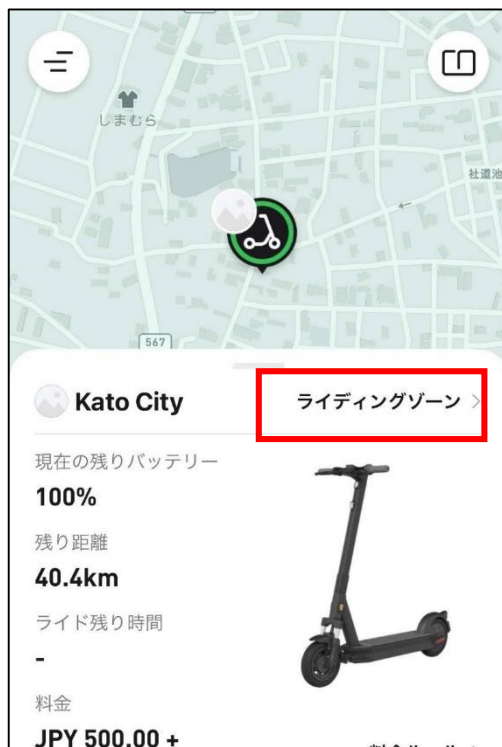 しまむら
社道池
567
Kato City
ライディングゾーン >
現在の残りバッテリー
100%
残り距離
40.4km
ライド残り時間
-
料金
JPY 500.00 +